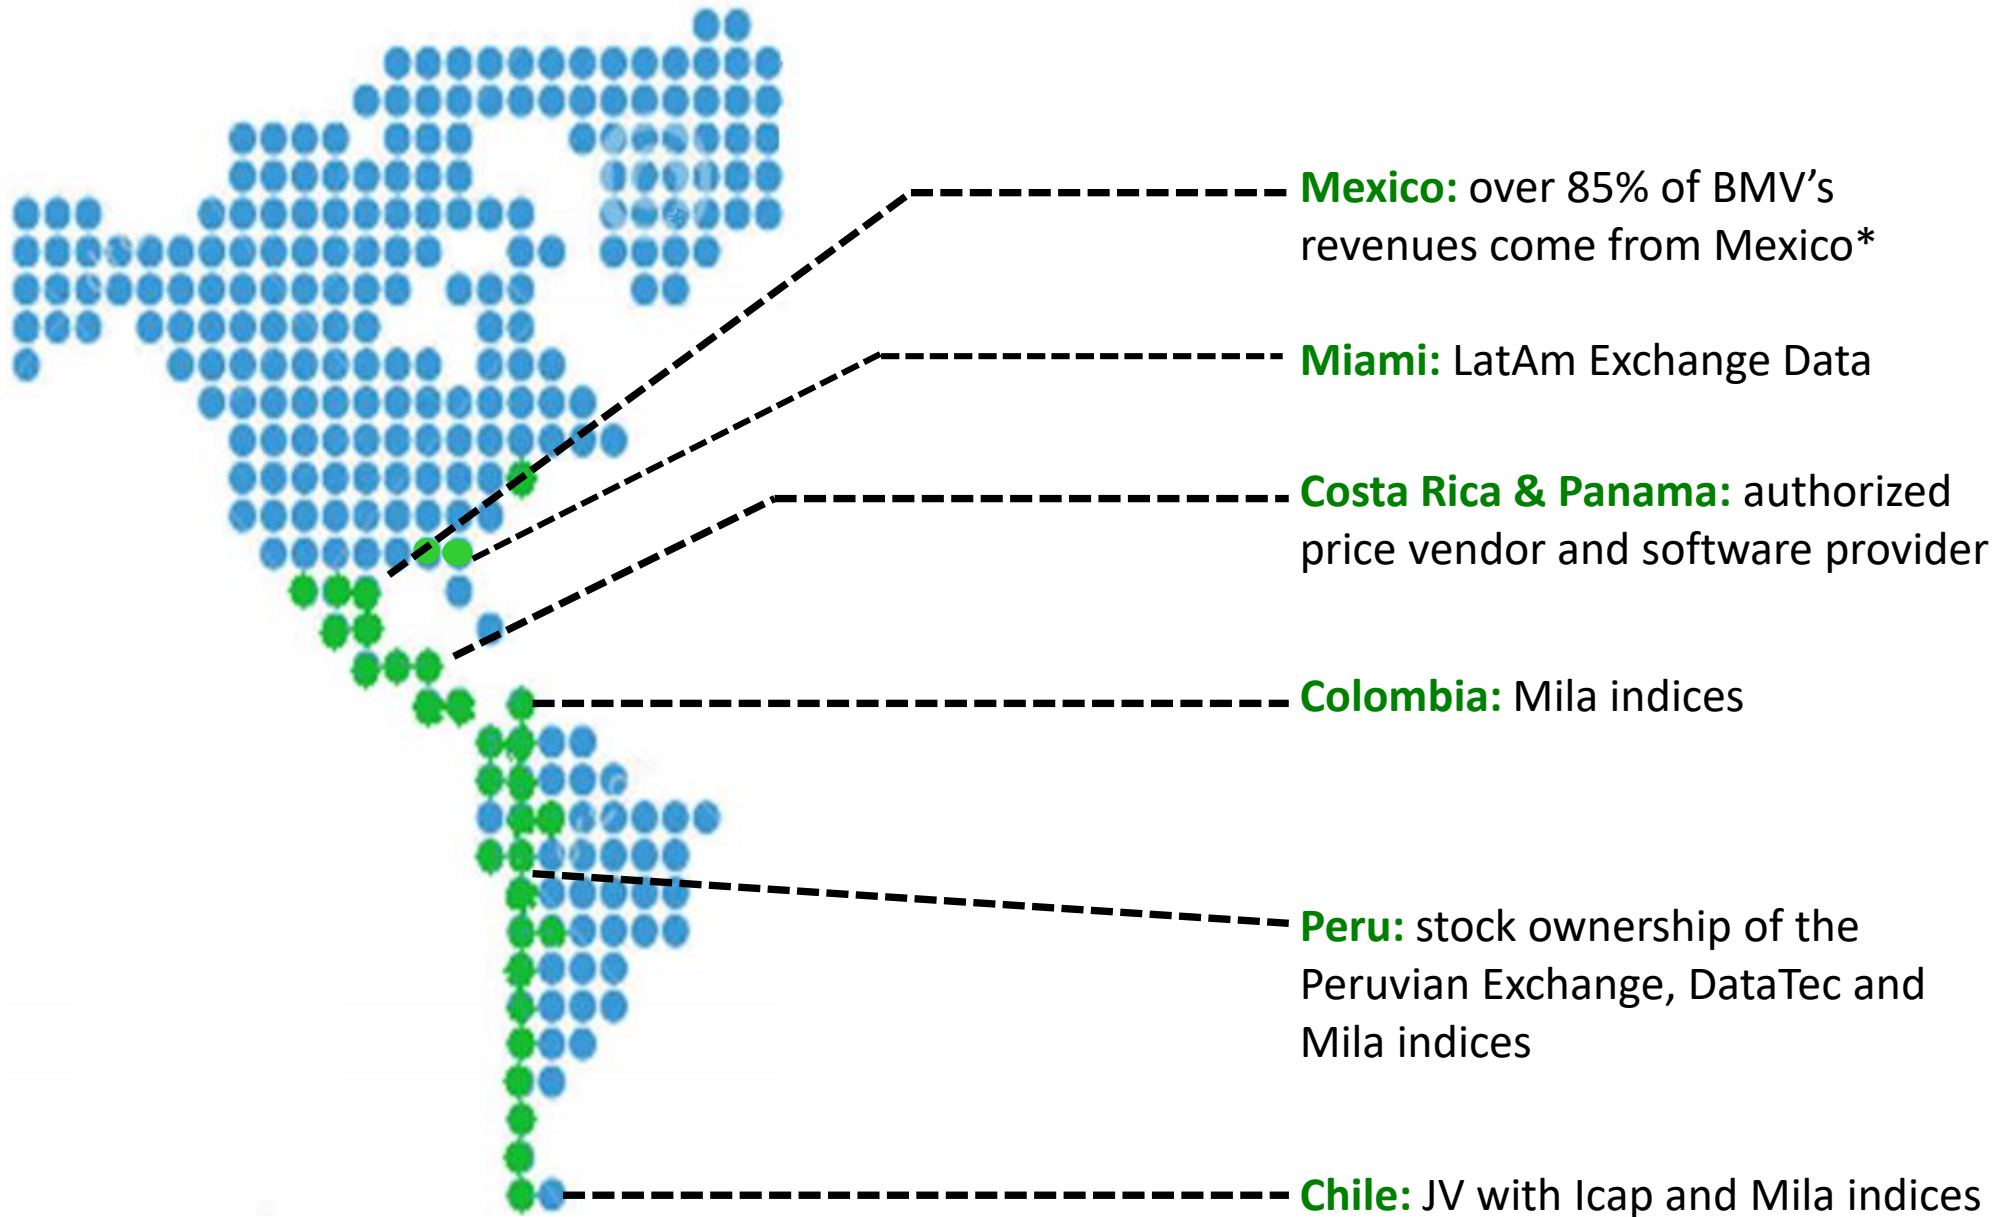 Mexico: over 85% of BMV’s
revenues come from Mexico*
Miami: LatAm Exchange Data
Costa Rica & Panama: authorized
price vendor and software provider
Colombia: Mila indices
Peru: stock ownership of the
Peruvian Exchange, DataTec and
Mila indices
Chile: JV with Icap and Mila indices